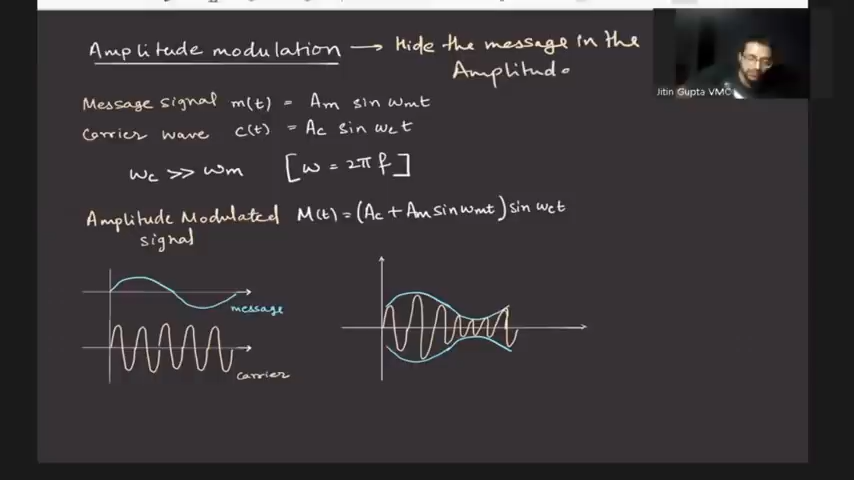 Amplitude modulation → Hide the message in the
Amplitude
Jitin Gupta VMC
Message signal m(t) = Am sin ωmt
Carrier wave c(t) = Ac sin ωct
ωc >> ωm [ω = 2πf]
Amplitude Modulated M(t) = (Ac + Am sin ωmt) sin ωct
signal
message
carrier